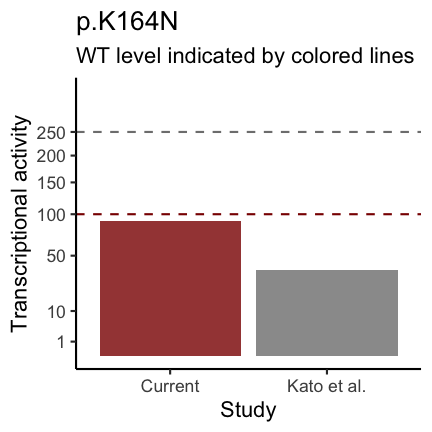 p.K164N
WT level indicated by colored lines
Transcriptional activity
250
200
150
100
50
10
1
Current
Kato et al.
Study